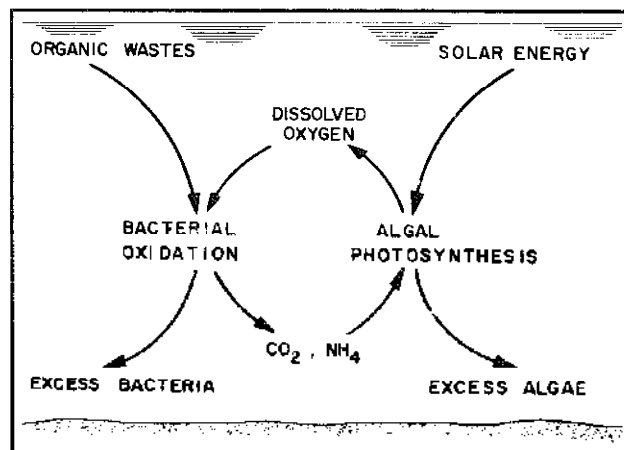 ORGANIC WASTES
SOLAR ENERGY
DISSOLVED
OXYGEN
BACTERIAL
OXIDATION
ALGAL
PHOTOSYNTHESIS
CO₂ , NH₄
EXCESS BACTERIA
EXCESS ALGAE